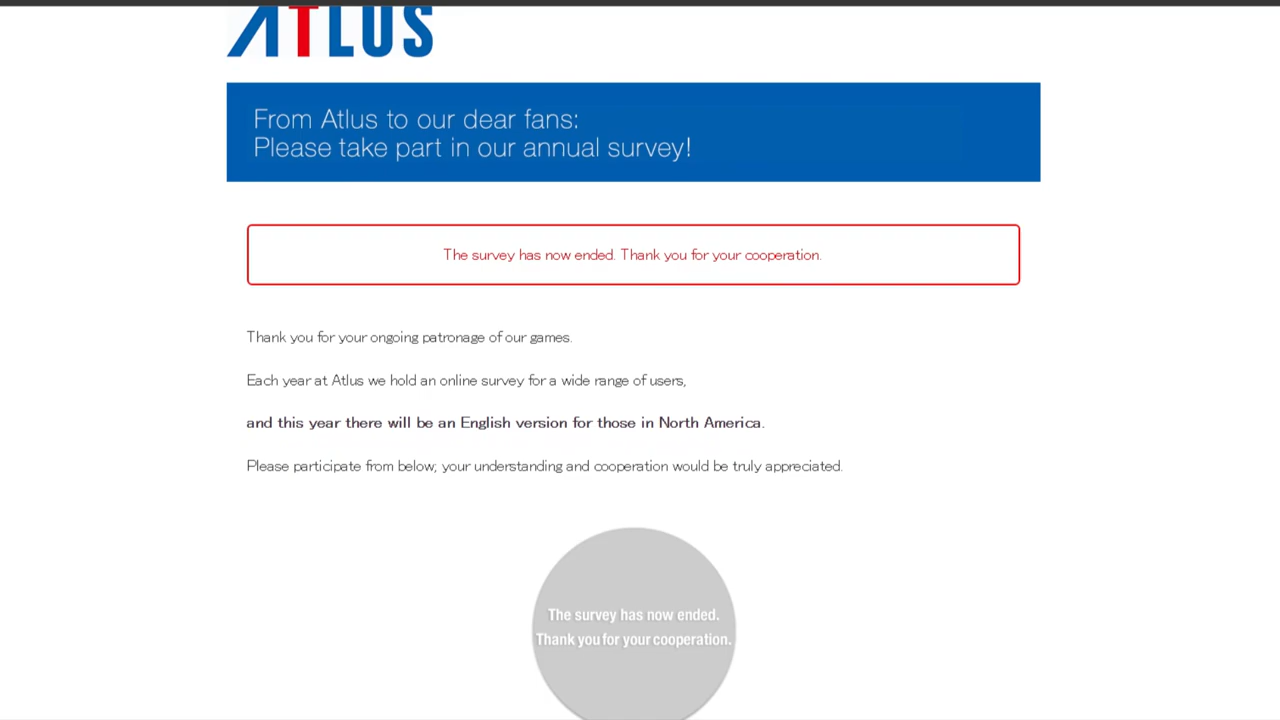 ATLUS
From Atlus to our dear fans:
Please take part in our annual survey!
The survey has now ended. Thank you for your cooperation.
Thank you for your ongoing patronage of our games.
Each year at Atlus we hold an online survey for a wide range of users,
and this year there will be an English version for those in North America.
Please participate from below; your understanding and cooperation would be truly appreciated.
The survey has now ended.
Thank you for your cooperation.